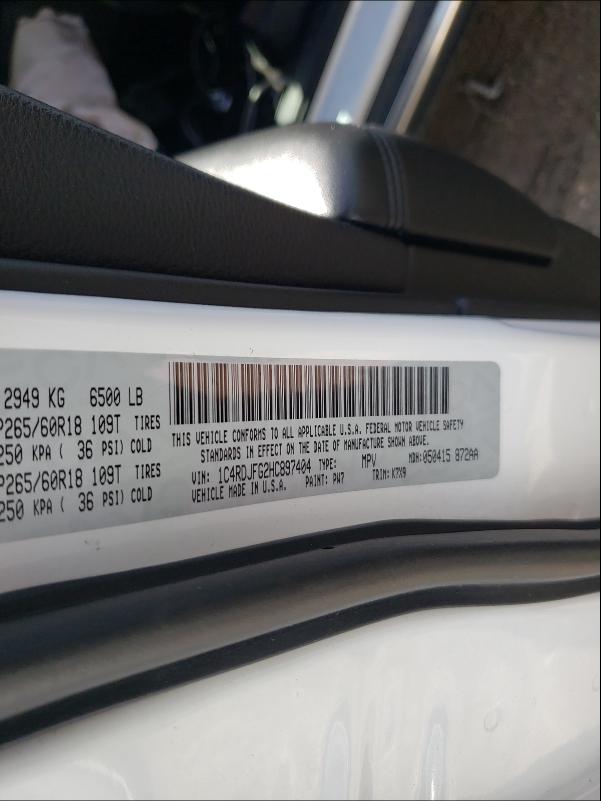 2949 KG 6500 LB
P265/60R18 109T TIRES
250 KPA ( 36 PSI) COLD
P265/60R18 109T TIRES
250 KPA ( 36 PSI) COLD
THIS VEHICLE CONFORMS TO ALL APPLICABLE U.S.A. FEDERAL MOTOR VEHICLE SAFETY
STANDARDS IN EFFECT ON THE DATE OF MANUFACTURE SHOWN ABOVE.
VIN: 1C4RDJFG2HC897404 TYPE: MPV MDH: 050415 872AA
VEHICLE MADE IN U.S.A. PAINT: PW7 TRIM: K7X9